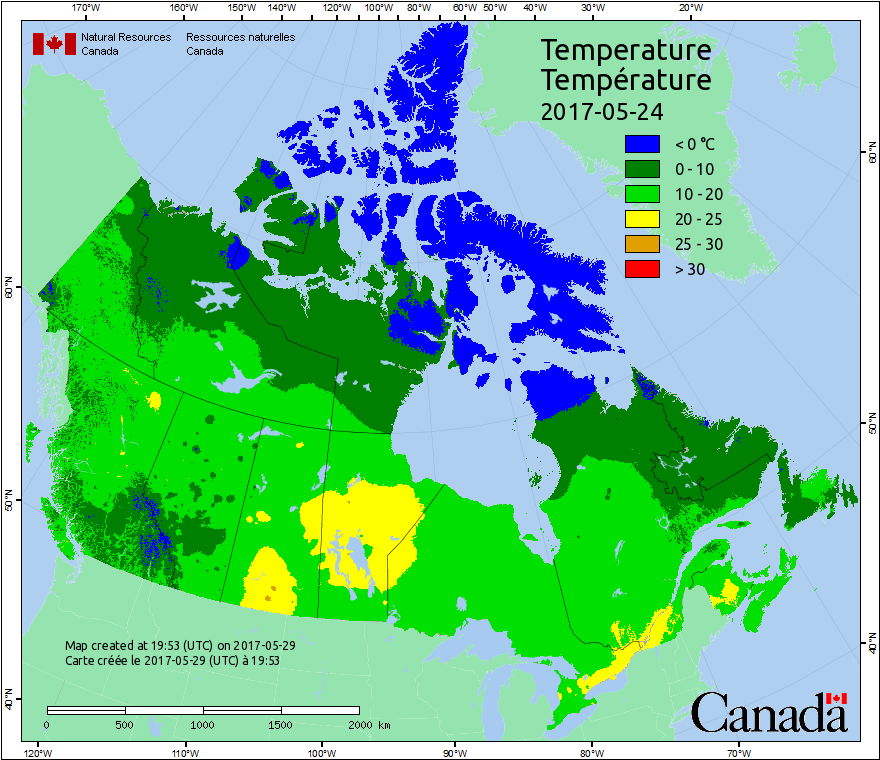 170°W 160°W 150°W 140°W 120°W 100°W 80°W 60°W 50°W 40°W 30°W 20°W
Natural Resources Ressources naturelles
Canada Canada
Temperature
Température
2017-05-24
< 0 °C
0 - 10
10 - 20
20 - 25
25 - 30
> 30
60°N
50°N
40°N
60°N
50°N
40°N
Map created at 19:53 (UTC) on 2017-05-29
Carte créée le 2017-05-29 (UTC) à 19:53
0 500 1000 1500 2000 km
Canada
120°W 110°W 100°W 90°W 80°W 70°W